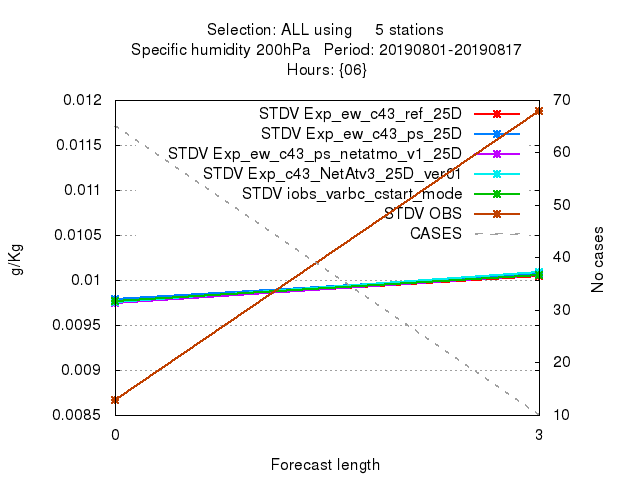 Selection: ALL using 5 stations
Specific humidity 200hPa Period: 20190801-20190817
Hours: {06}
0.012
0.0115
0.011
0.0105
0.01
0.0095
0.009
0.0085
g/Kg
STDV Exp_ew_c43_ref_25D
STDV Exp_ew_c43_ps_25D
STDV Exp_ew_c43_ps_netatmo_v1_25D
STDV Exp_c43_NetAtv3_25D_ver01
STDV iobs_varbc_cstart_mode
STDV OBS
CASES
70
60
50
40
30
20
10
No cases
0 3
Forecast length